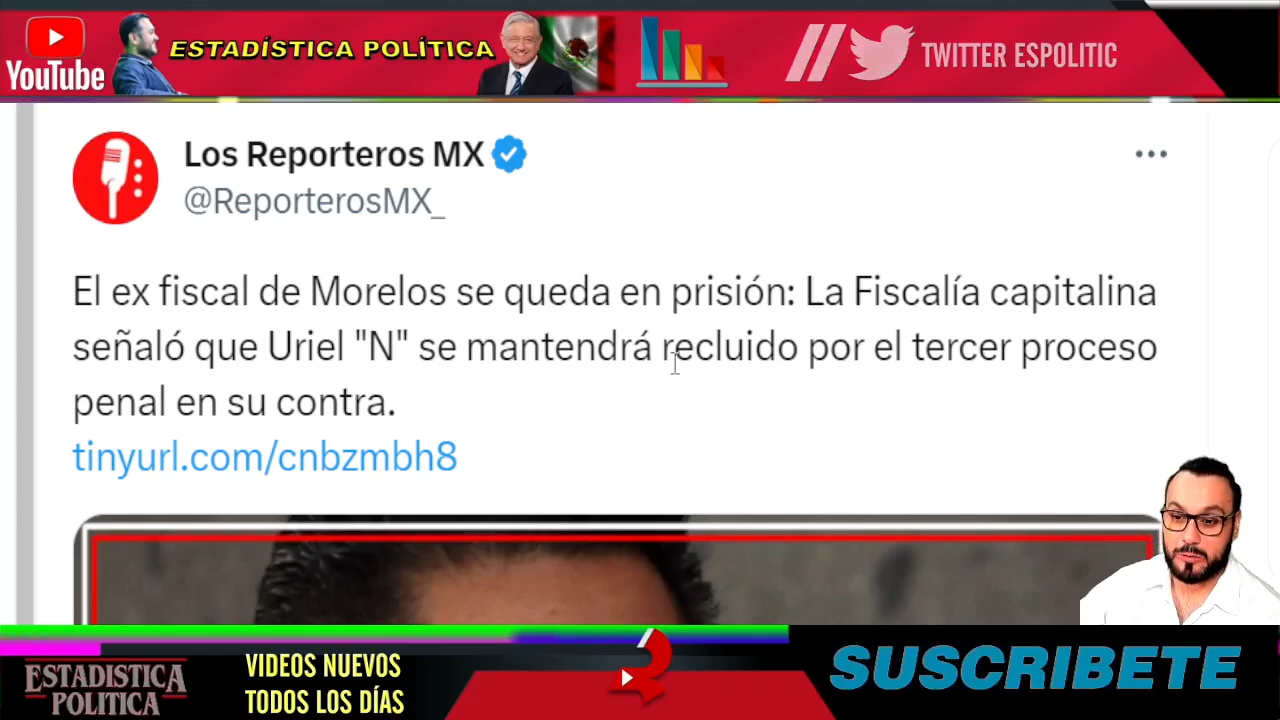 YouTube
ESTADÍSTICA POLÍTICA
TWITTER ESPOLITIC
Los Reporteros MX
@ReporterosMX_
El ex fiscal de Morelos se queda en prisión: La Fiscalía capitalina
señaló que Uriel "N" se mantendrá recluido por el tercer proceso
penal en su contra.
tinyurl.com/cnbzmbh8
ESTADISTICA
POLÍTICA
VIDEOS NUEVOS
TODOS LOS DÍAS
SUSCRIBETE